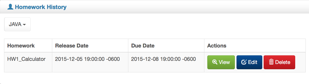 Homework History
JAVA
Homework Release Date Due Date Actions
HW1_Calculator 2015-12-05 19:00:00 -0600 2015-12-08 19:00:00 -0600 View Edit Delete